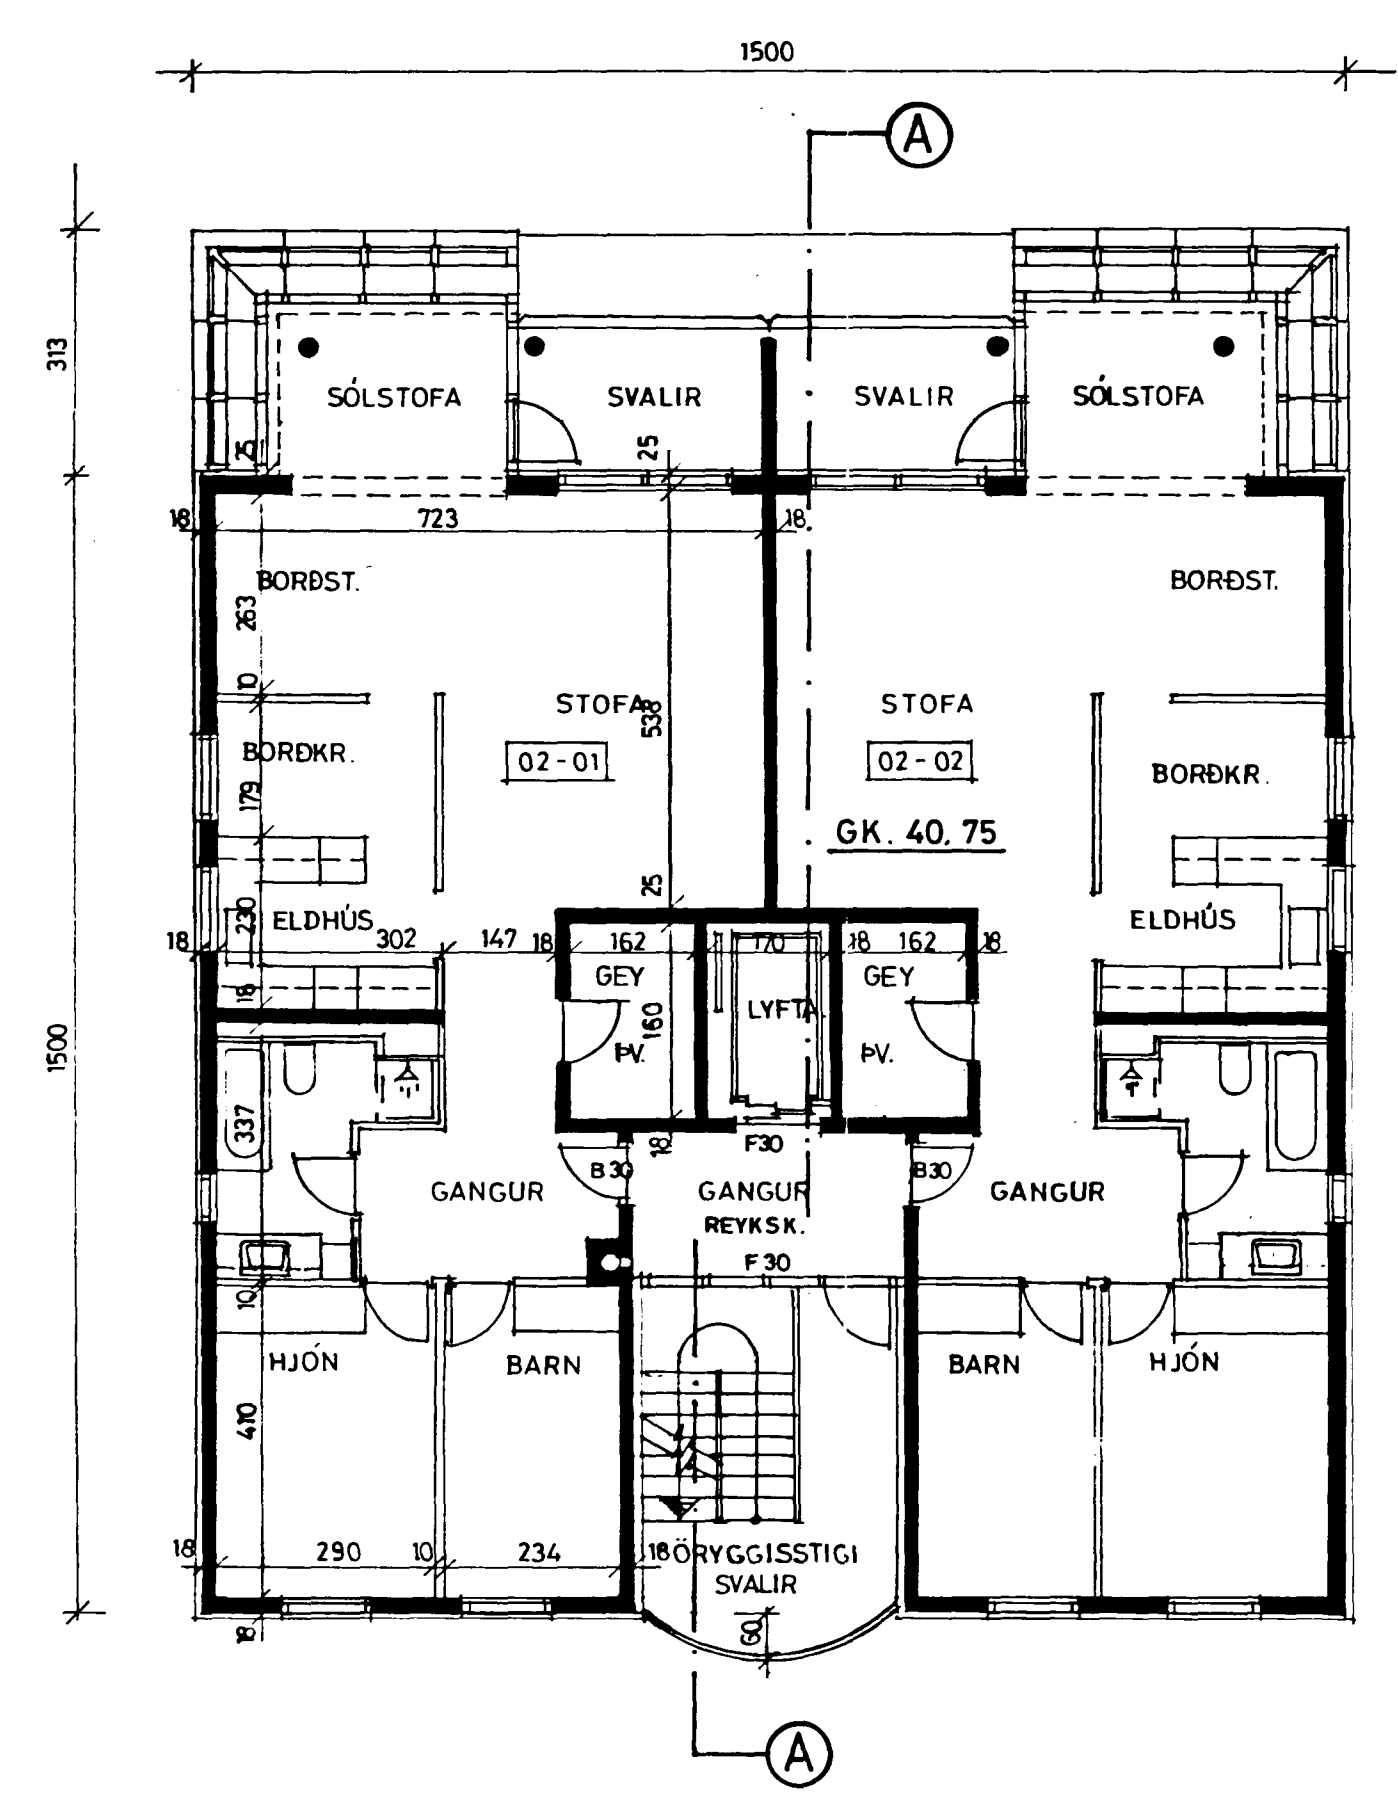 1500
A
313
SÓLSTOFA
SVALIR
SVALIR
SÓLSTOFA
25
25
18
723
18
BORÐST.
BORÐST.
263
10
STOFA
STOFA
538
BORÐKR.
02-01
02-02
BORÐKR.
179
GK. 40,75
25
230
ELDHÚS
ELDHÚS
18
302
147
18
162
170
18
162
18
GEY
GEY
18
160
LYFTA
1500
ÞV.
ÞV.
337
18
F30
B30
B30
GANGUR
GANGUR
GANGUR
REYKSK.
F30
10
HJÓN
BARN
BARN
HJÓN
410
18
290
10
234
18
ÖRYGGISSTIGI
SVALIR
18
60
A